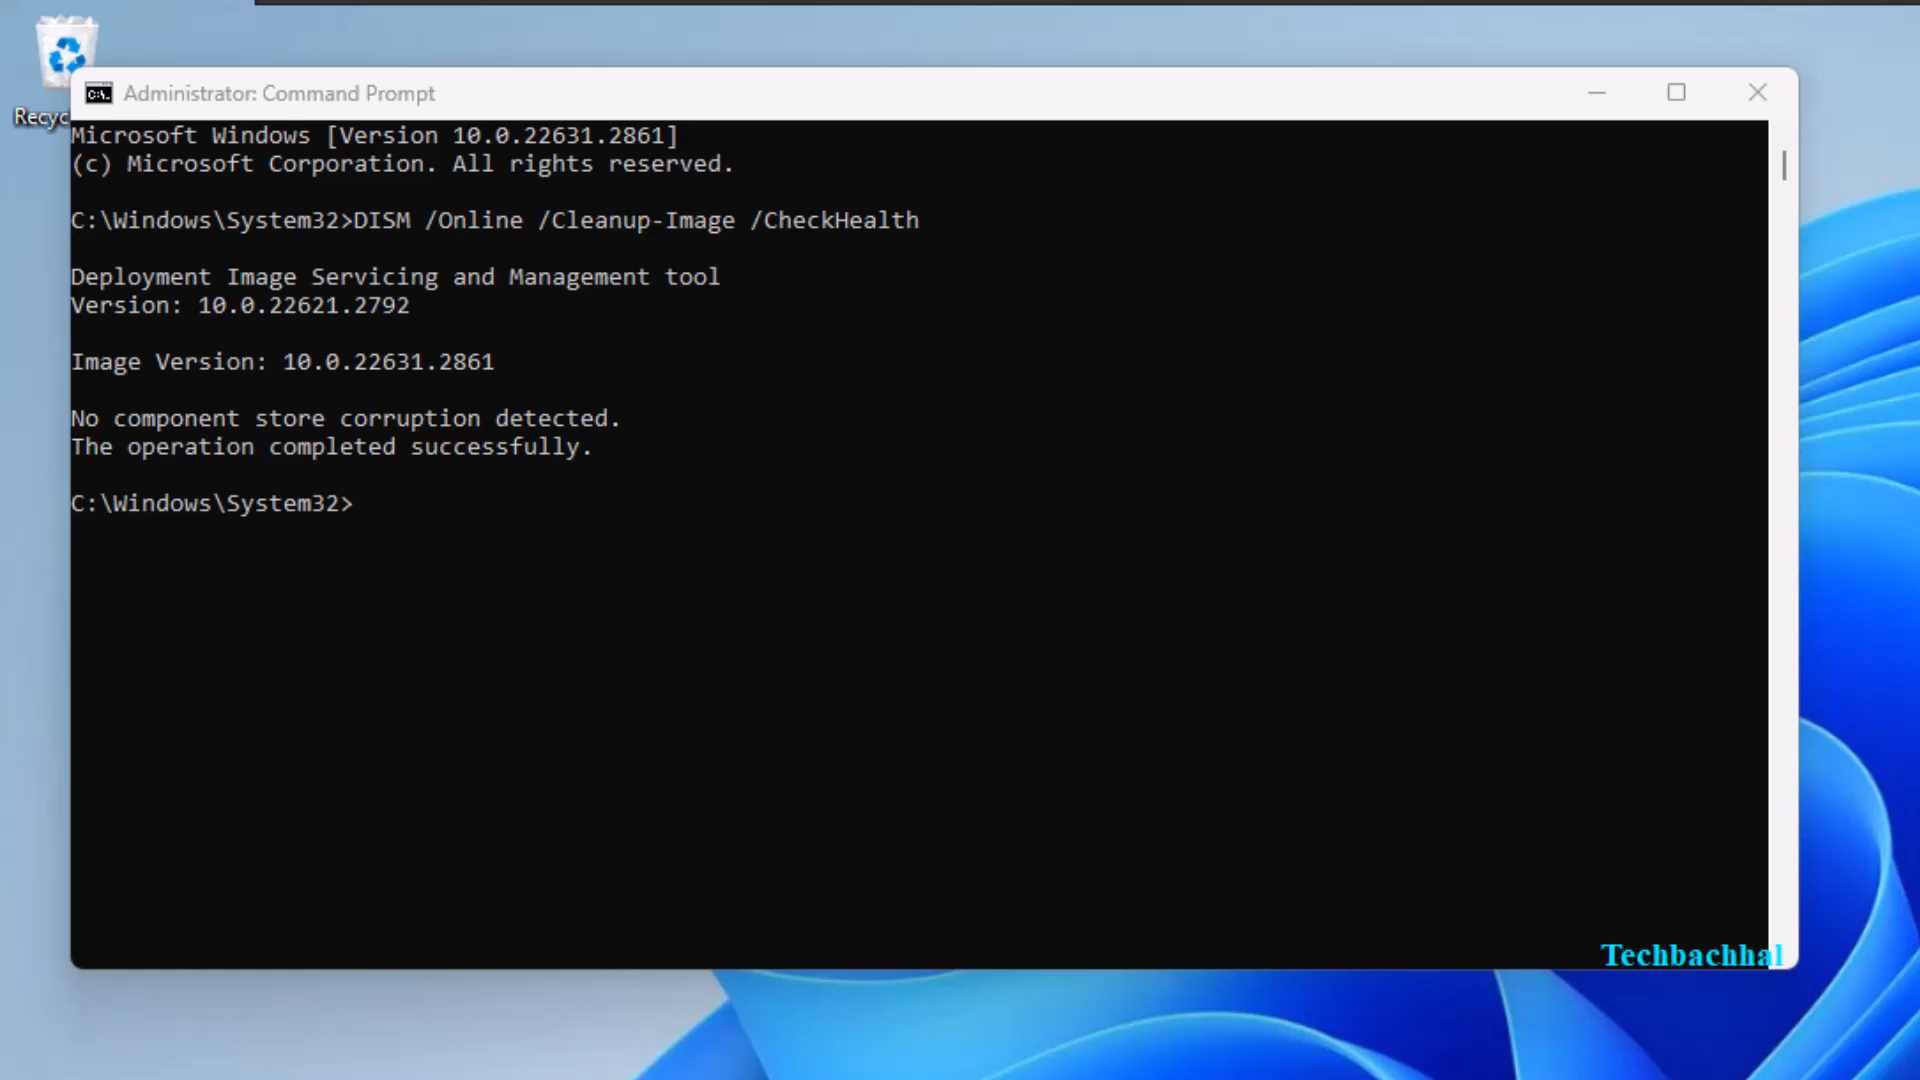 Recyc
Administrator: Command Prompt
Microsoft Windows [Version 10.0.22631.2861]
(c) Microsoft Corporation. All rights reserved.
C:\Windows\System32>DISM /Online /Cleanup-Image /CheckHealth
Deployment Image Servicing and Management tool
Version: 10.0.22621.2792
Image Version: 10.0.22631.2861
No component store corruption detected.
The operation completed successfully.
C:\Windows\System32>
Techbachhal